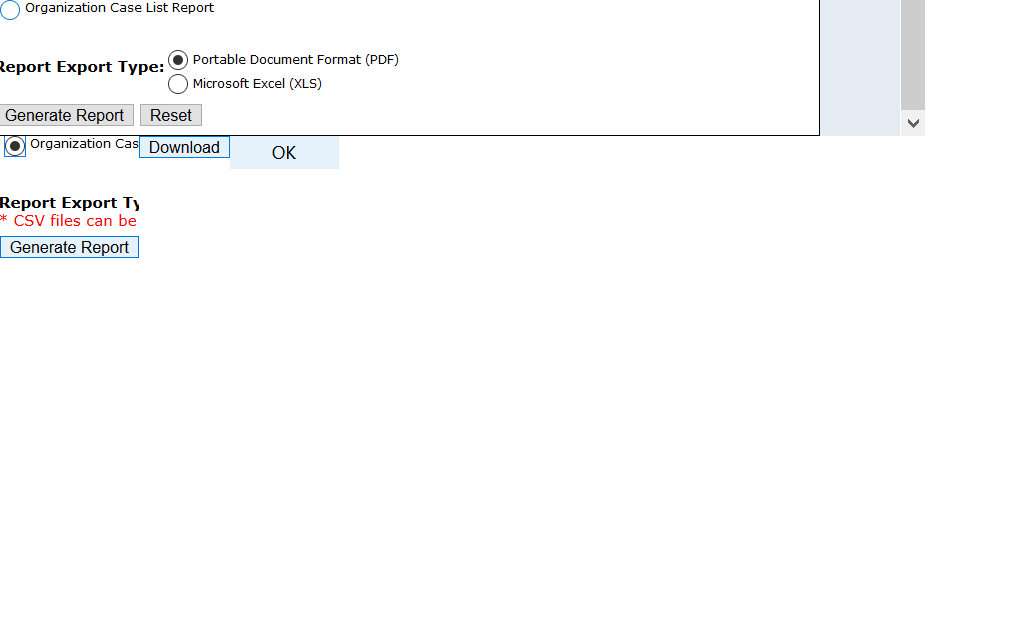 Organization Case List Report
Report Export Type:
Portable Document Format (PDF)
Microsoft Excel (XLS)
Generate Report Reset
Organization Cas Download OK
Report Export Ty
* CSV files can be
Generate Report